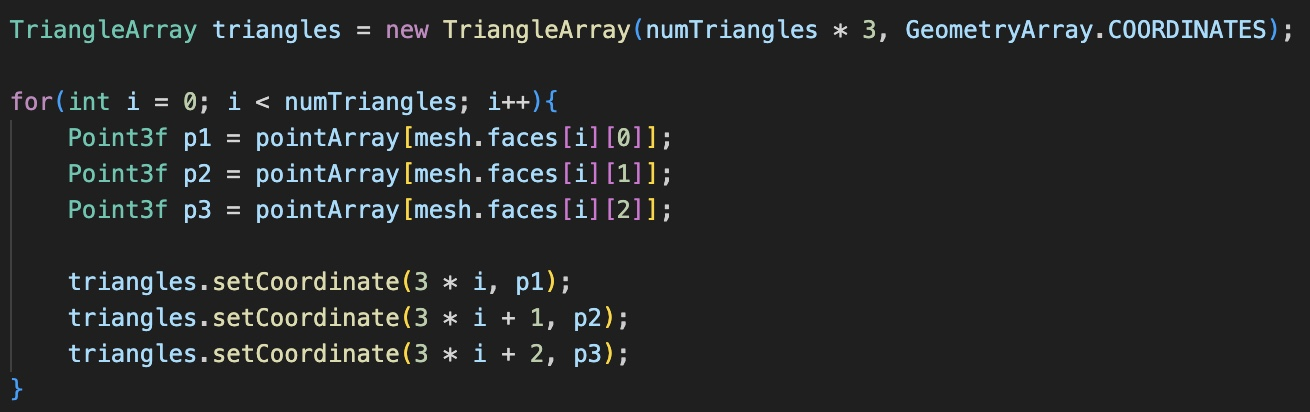 TriangleArray triangles = new TriangleArray(numTriangles * 3, GeometryArray.COORDINATES);
for(int i = 0; i < numTriangles; i++){
Point3f p1 = pointArray[mesh.faces[i][0]];
Point3f p2 = pointArray[mesh.faces[i][1]];
Point3f p3 = pointArray[mesh.faces[i][2]];
triangles.setCoordinate(3 * i, p1);
triangles.setCoordinate(3 * i + 1, p2);
triangles.setCoordinate(3 * i + 2, p3);
}